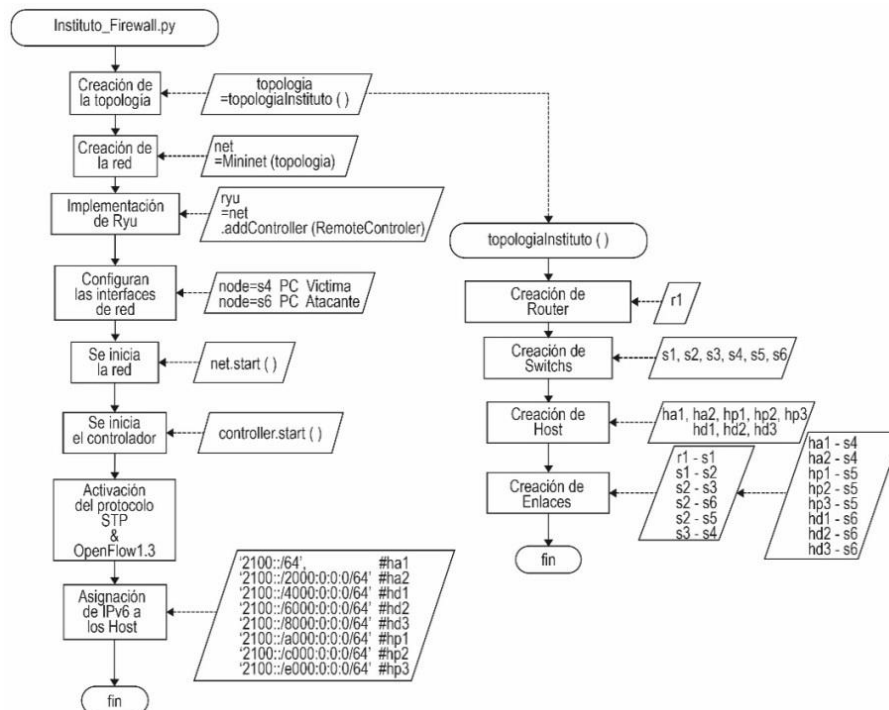 Instituto_Firewall.py
Creación de
la topología
topologia
=topologiaInstituto ( )
Creación de
la red
net
=Mininet (topologia)
Implementación
de Ryu
ryu
=net
.addController (RemoteControler)
Configuran
las interfaces
de red
node=s4 PC Victima
node=s6 PC Atacante
Se inicia
la red
net.start ( )
Se inicia
el controlador
controller.start ( )
Activación
del protocolo
STP
&
OpenFlow1.3
Asignación
de IPv6 a
los Host
'2100::/64', #ha1
'2100::/2000:0:0:0/64' #ha2
'2100::/4000:0:0:0/64' #hd1
'2100::/6000:0:0:0/64' #hd2
'2100::/8000:0:0:0/64' #hd3
'2100::/a000:0:0:0/64' #hp1
'2100::/c000:0:0:0/64' #hp2
'2100::/e000:0:0:0/64' #hp3
fin
topologiaInstituto ( )
Creación de
Router
r1
Creación de
Switchs
s1, s2, s3, s4, s5, s6
Creación de
Host
ha1, ha2, hp1, hp2, hp3
hd1, hd2, hd3
Creación de
Enlaces
r1 - s1
s1 - s2
s2 - s3
s2 - s6
s2 - s5
s3 - s4
ha1 - s4
ha2 - s4
hp1 - s5
hp2 - s5
hp3 - s5
hd1 - s6
hd2 - s6
hd3 - s6
fin